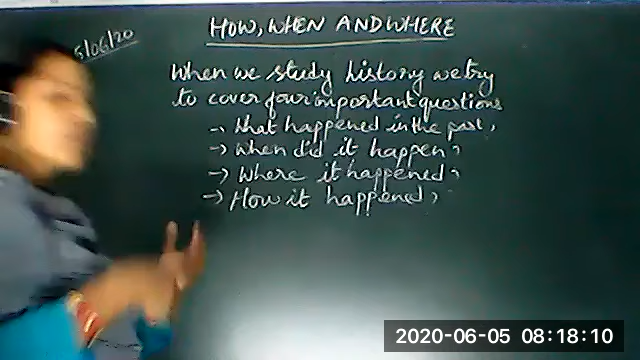 5/06/20
HOW, WHEN AND WHERE
When we study history we try
to cover four important questions
→ What happened in the past,
→ When did it happen?
→ Where it happened?
→ How it happened?
2020-06-05 08:18:10